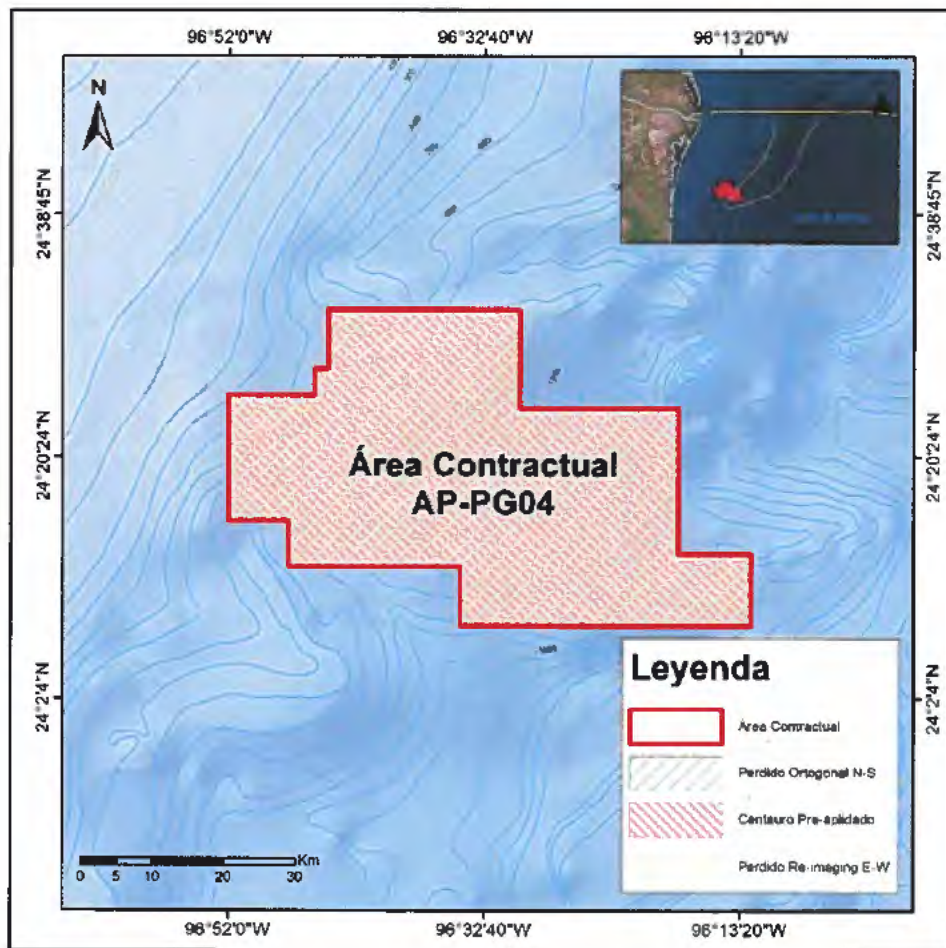 96°52'0"W 96°32'40"W 96°13'20"W
N
24°38'45"N
24°38'45"N
24°20'24"N
24°20'24"N
Área Contractual
AP-PG04
24°2'4"N
24°2'4"N
Leyenda
Área Contractual
Perdido Ortogonal N-S
Centauro Pre-apilado
Perdido Re-imaging E-W
Km
0 5 10 20 30
96°52'0"W 96°32'40"W 96°13'20"W